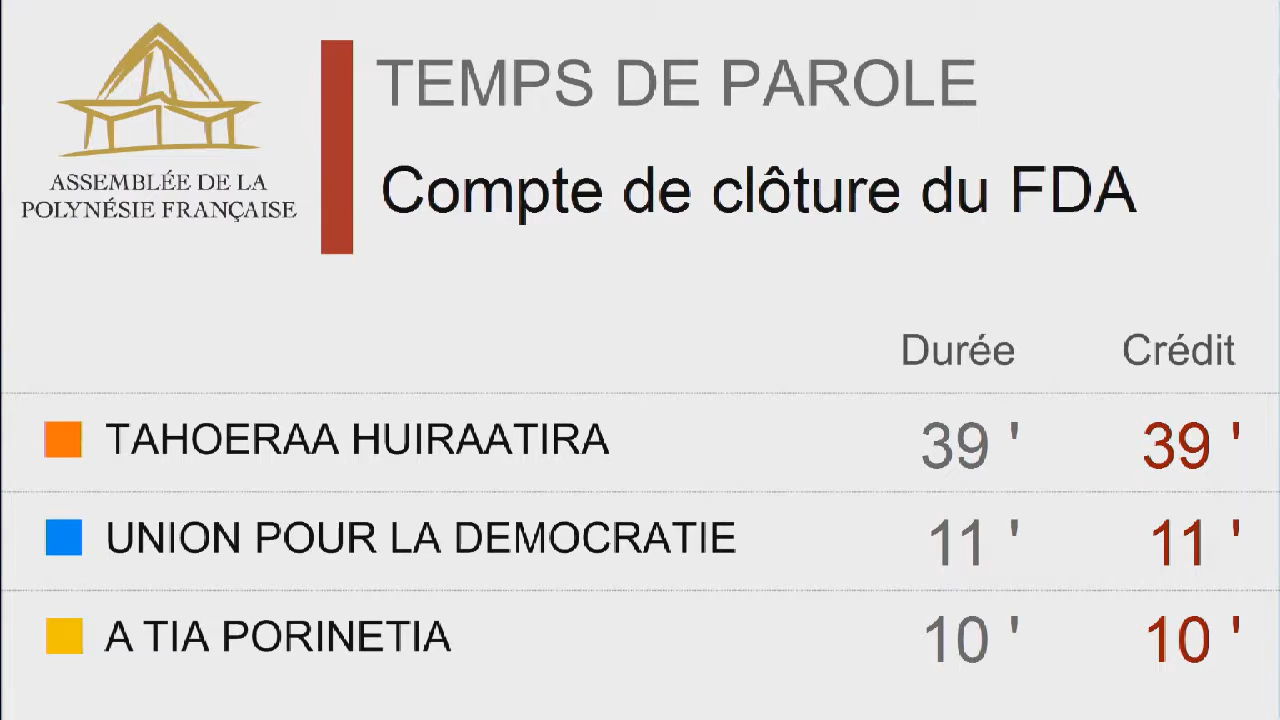 ASSEMBLÉE DE LA
POLYNÉSIE FRANÇAISE
TEMPS DE PAROLE
Compte de clôture du FDA
Durée Crédit
TAHOERAA HUIRAATIRA 39 ' 39 '
UNION POUR LA DEMOCRATIE 11 ' 11 '
A TIA PORINETIA 10 ' 10 '